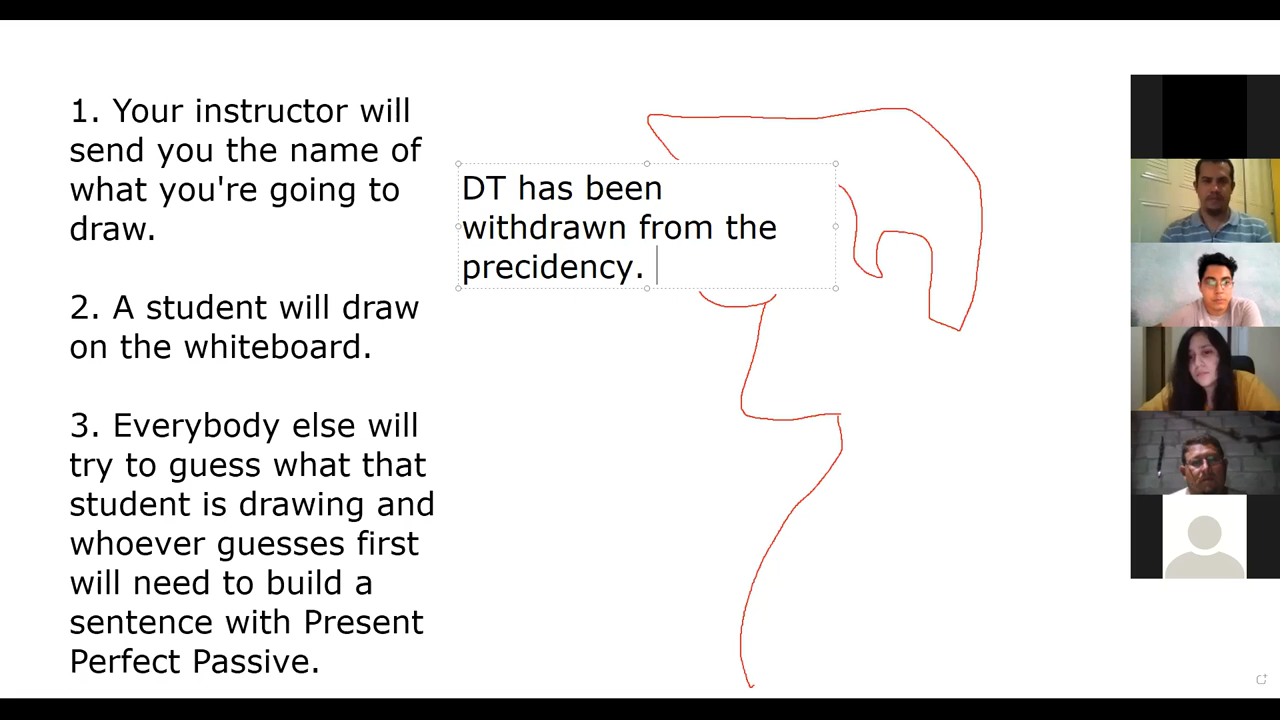 1. Your instructor will
send you the name of
what you're going to
draw.
2. A student will draw
on the whiteboard.
3. Everybody else will
try to guess what that
student is drawing and
whoever guesses first
will need to build a
sentence with Present
Perfect Passive.
DT has been
withdrawn from the
precidency.